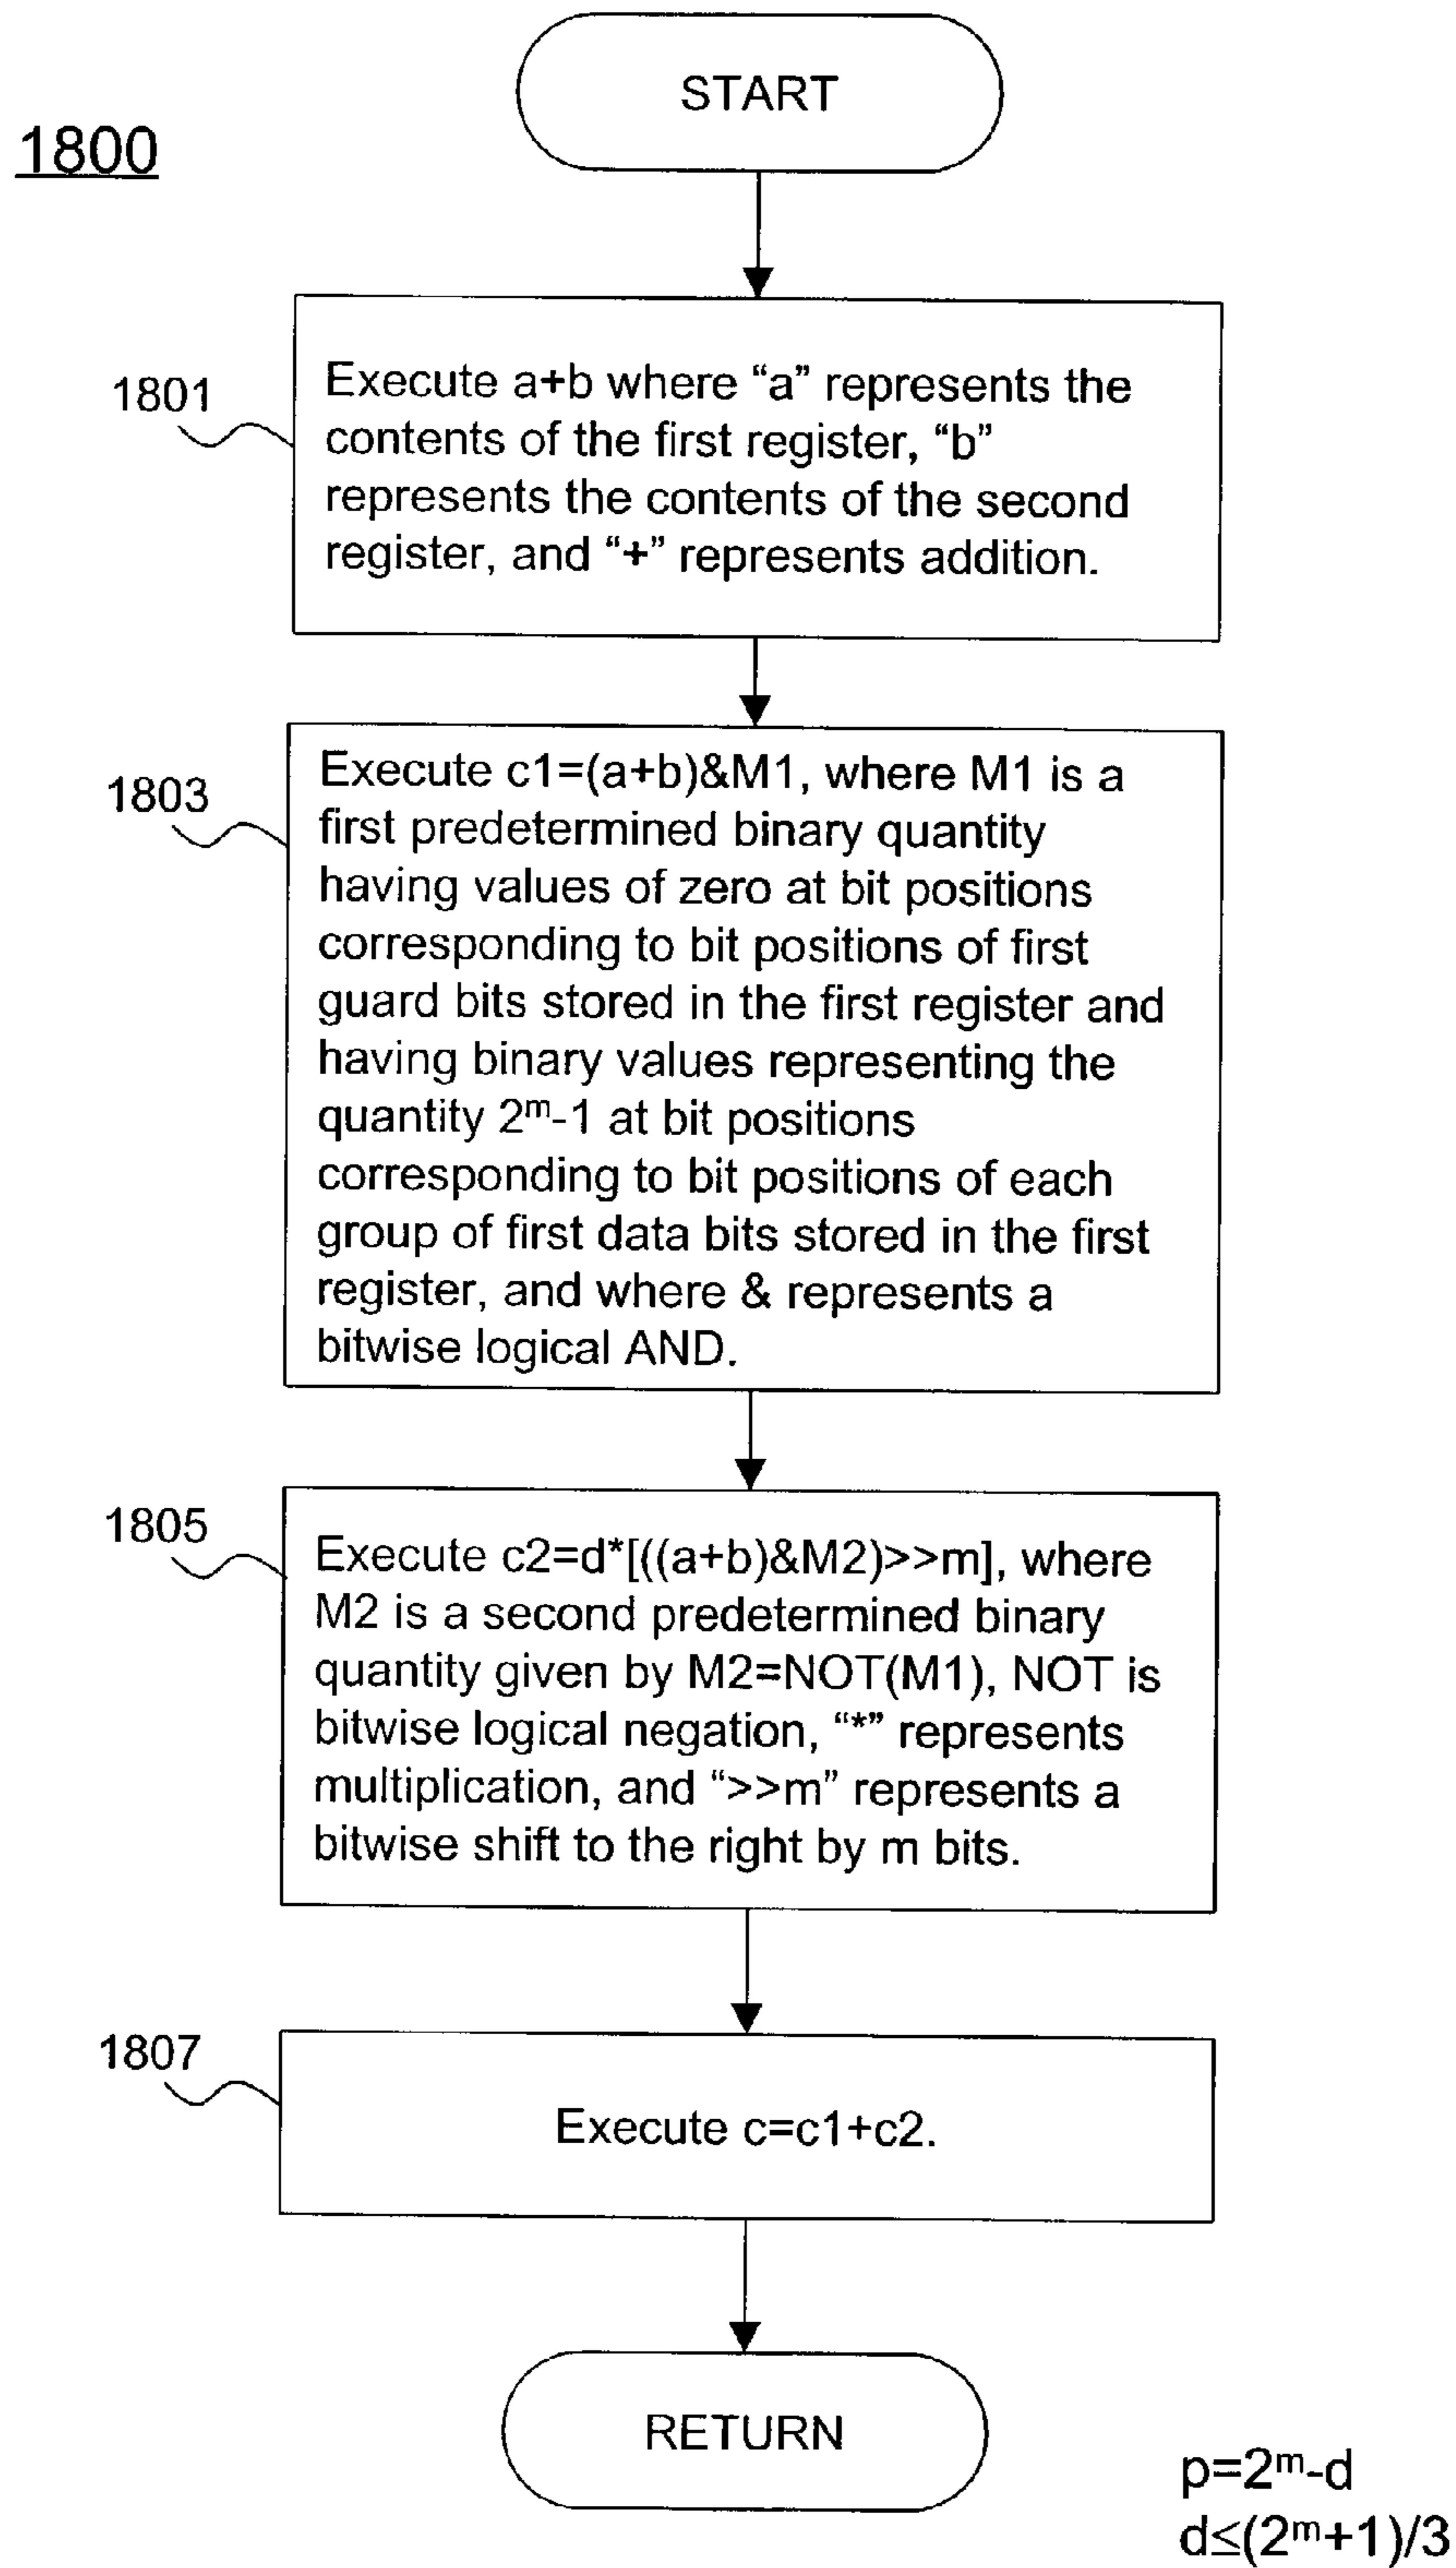 START
1800
1801
Execute a+b where “a” represents the
contents of the first register, “b”
represents the contents of the second
register, and “+” represents addition.
1803
Execute c1=(a+b)&M1, where M1 is a
first predetermined binary quantity
having values of zero at bit positions
corresponding to bit positions of first
guard bits stored in the first register and
having binary values representing the
quantity 2ᵐ-1 at bit positions
corresponding to bit positions of each
group of first data bits stored in the first
register, and where & represents a
bitwise logical AND.
1805
Execute c2=d*[((a+b)&M2)>>m], where
M2 is a second predetermined binary
quantity given by M2=NOT(M1), NOT is
bitwise logical negation, “*” represents
multiplication, and “>>m” represents a
bitwise shift to the right by m bits.
1807
Execute c=c1+c2.
RETURN
p=2ᵐ-d
d≤(2ᵐ+1)/3